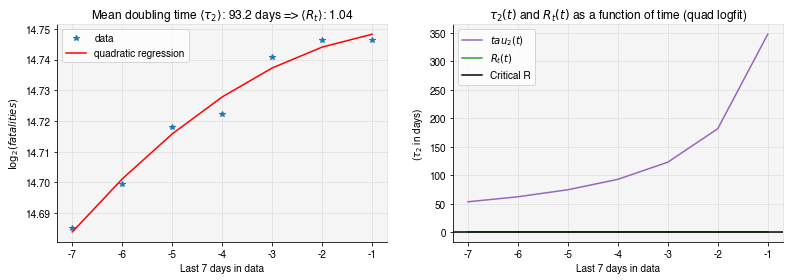 Mean doubling time ⟨τ₂⟩: 93.2 days => ⟨Rₜ⟩: 1.04
14.75
14.74
14.73
14.72
14.71
14.70
14.69
log₂(fatalities)
data
quadratic regression
-7 -6 -5 -4 -3 -2 -1
Last 7 days in data
τ₂(t) and Rₜ(t) as a function of time (quad logfit)
350
300
250
200
150
100
50
0
(τ₂ in days)
tau₂(t)
Rₜ(t)
Critical R
-7 -6 -5 -4 -3 -2 -1
Last 7 days in data